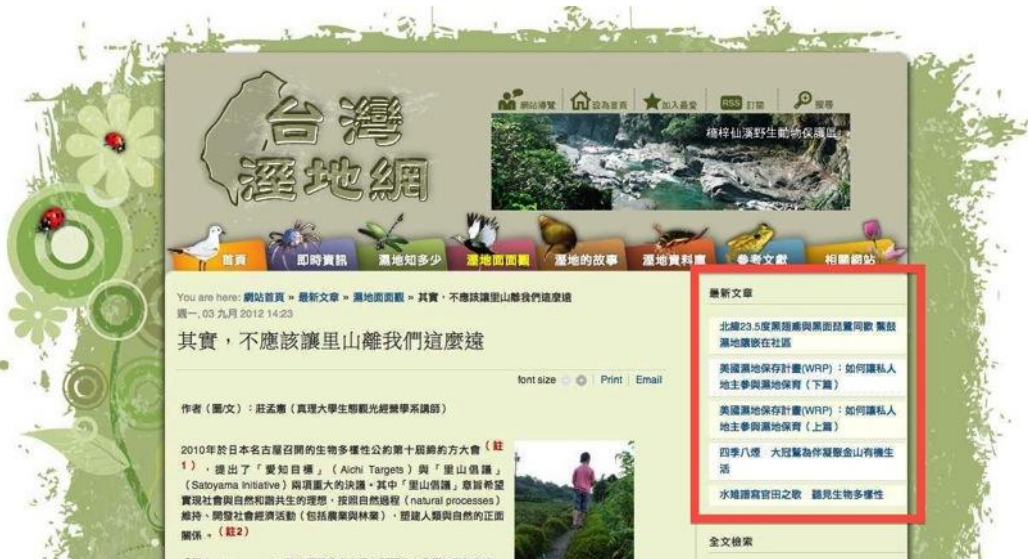 台灣
溼地網
網站導覽 設為首頁 加入最愛 RSS 訂閱 搜尋
楠梓仙溪野生動物保護區
首頁 即時資訊 濕地知多少 溼地面面觀 溼地的故事 溼地資料庫 參考文獻 相關網站
You are here: 網站首頁 » 最新文章 » 濕地面面觀 » 其實，不應該讓里山離我們這麼遠
週一, 03 九月 2012 14:23
其實，不應該讓里山離我們這麼遠
font size Print Email
作者（圖/文）：莊孟憲（真理大學生態觀光經營學系講師）
2010年於日本名古屋召開的生物多樣性公約第十屆締約方大會（註
1），提出了「愛知目標」（Aichi Targets）與「里山倡議」
（Satoyama Initiative）兩項重大的決議。其中「里山倡議」意旨希望
實現社會與自然和諧共生的理想，按照自然過程（natural processes）
維持、開發社會經濟活動（包括農業與林業），塑建人類與自然的正面
關係。（註2）
最新文章
北緯23.5度黑翅鳶與黑面琵鷺同歡 鰲鼓
濕地鑲嵌在社區
美國濕地保存計畫(WRP)：如何讓私人
地主參與濕地保育（下篇）
美國濕地保存計畫(WRP)：如何讓私人
地主參與濕地保育（上篇）
四季八煙 大冠鷲為伴凝聚金山有機生
活
水雉譜寫官田之歌 聽見生物多樣性
全文檢索